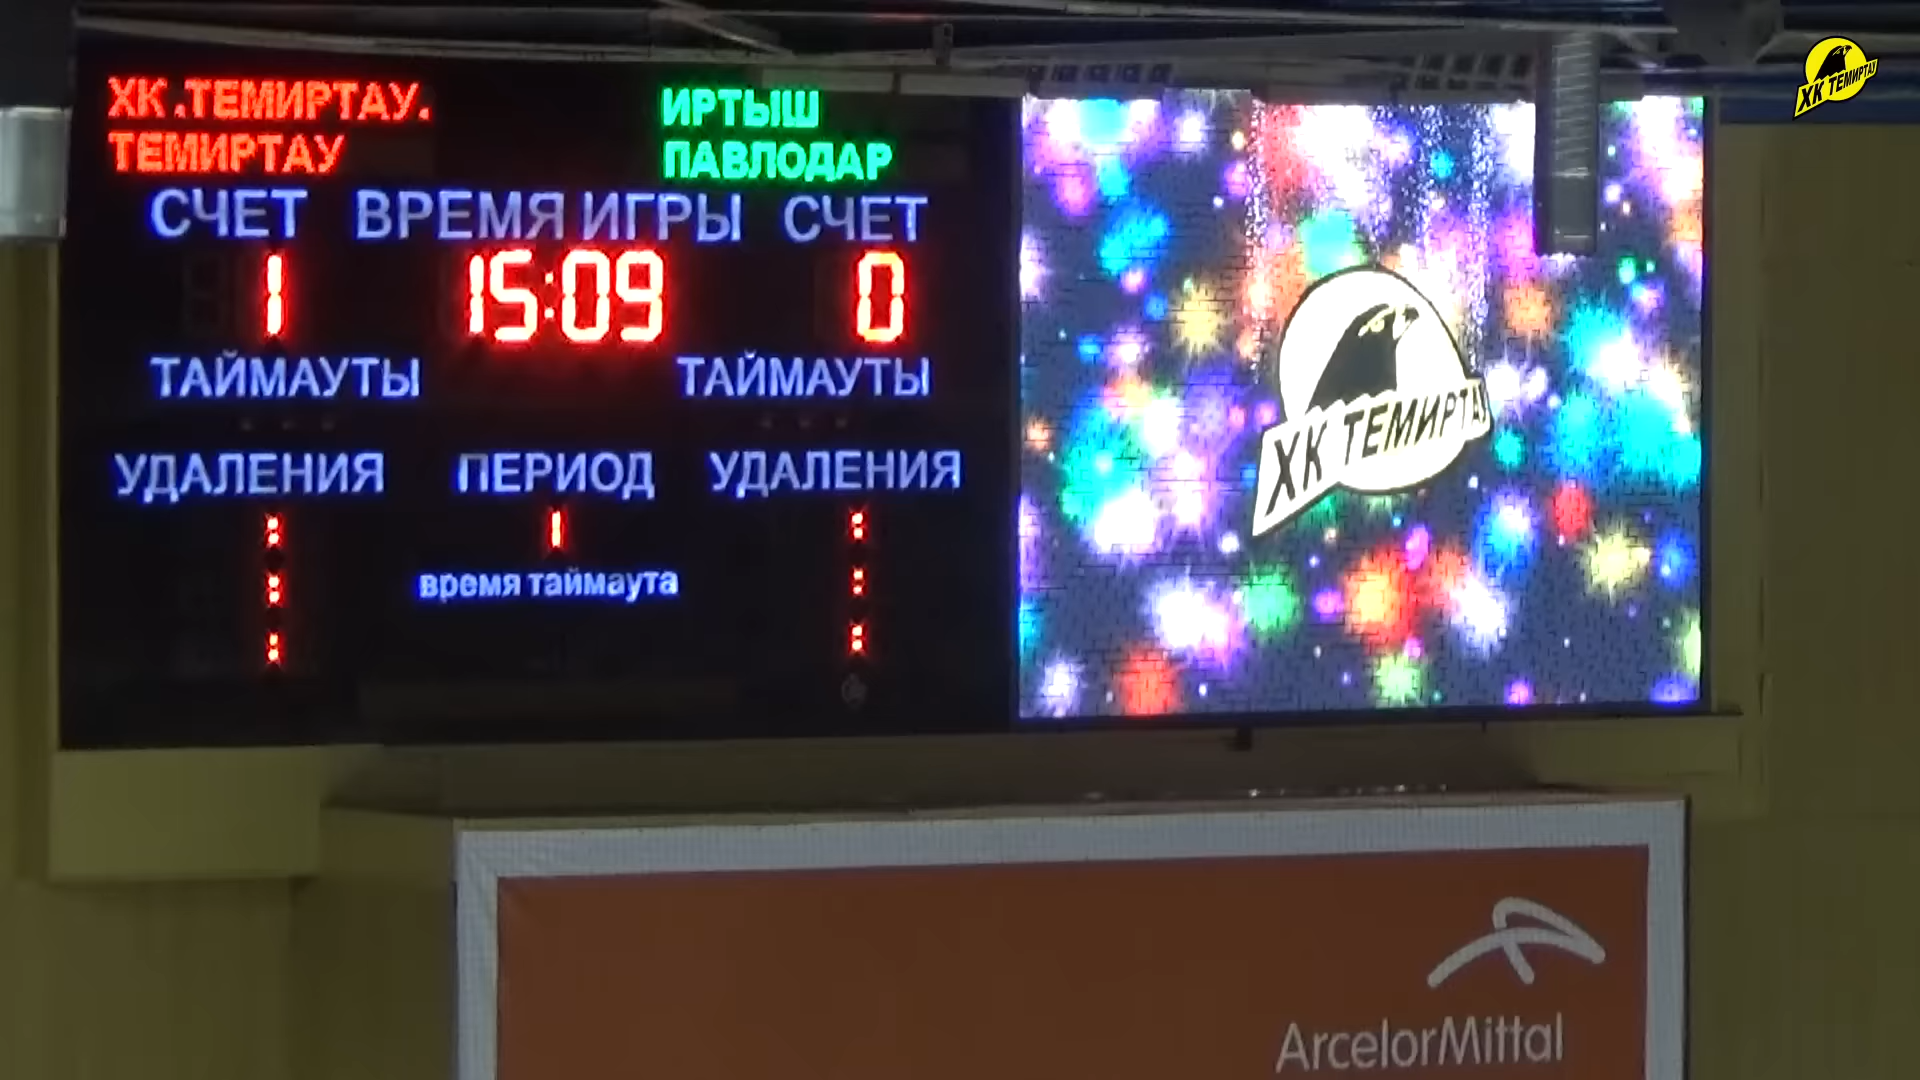 ХК.ТЕМИРТАУ.
ТЕМИРТАУ
ИРТЫШ
ПАВЛОДАР
СЧЕТ ВРЕМЯ ИГРЫ СЧЕТ
1 15:09 0
ТАЙМАУТЫ ТАЙМАУТЫ
УДАЛЕНИЯ ПЕРИОД УДАЛЕНИЯ
: 1 :
время таймаута
: :
: :
ХК ТЕМИРТАУ
ХК ТЕМИРТАУ
ArcelorMittal